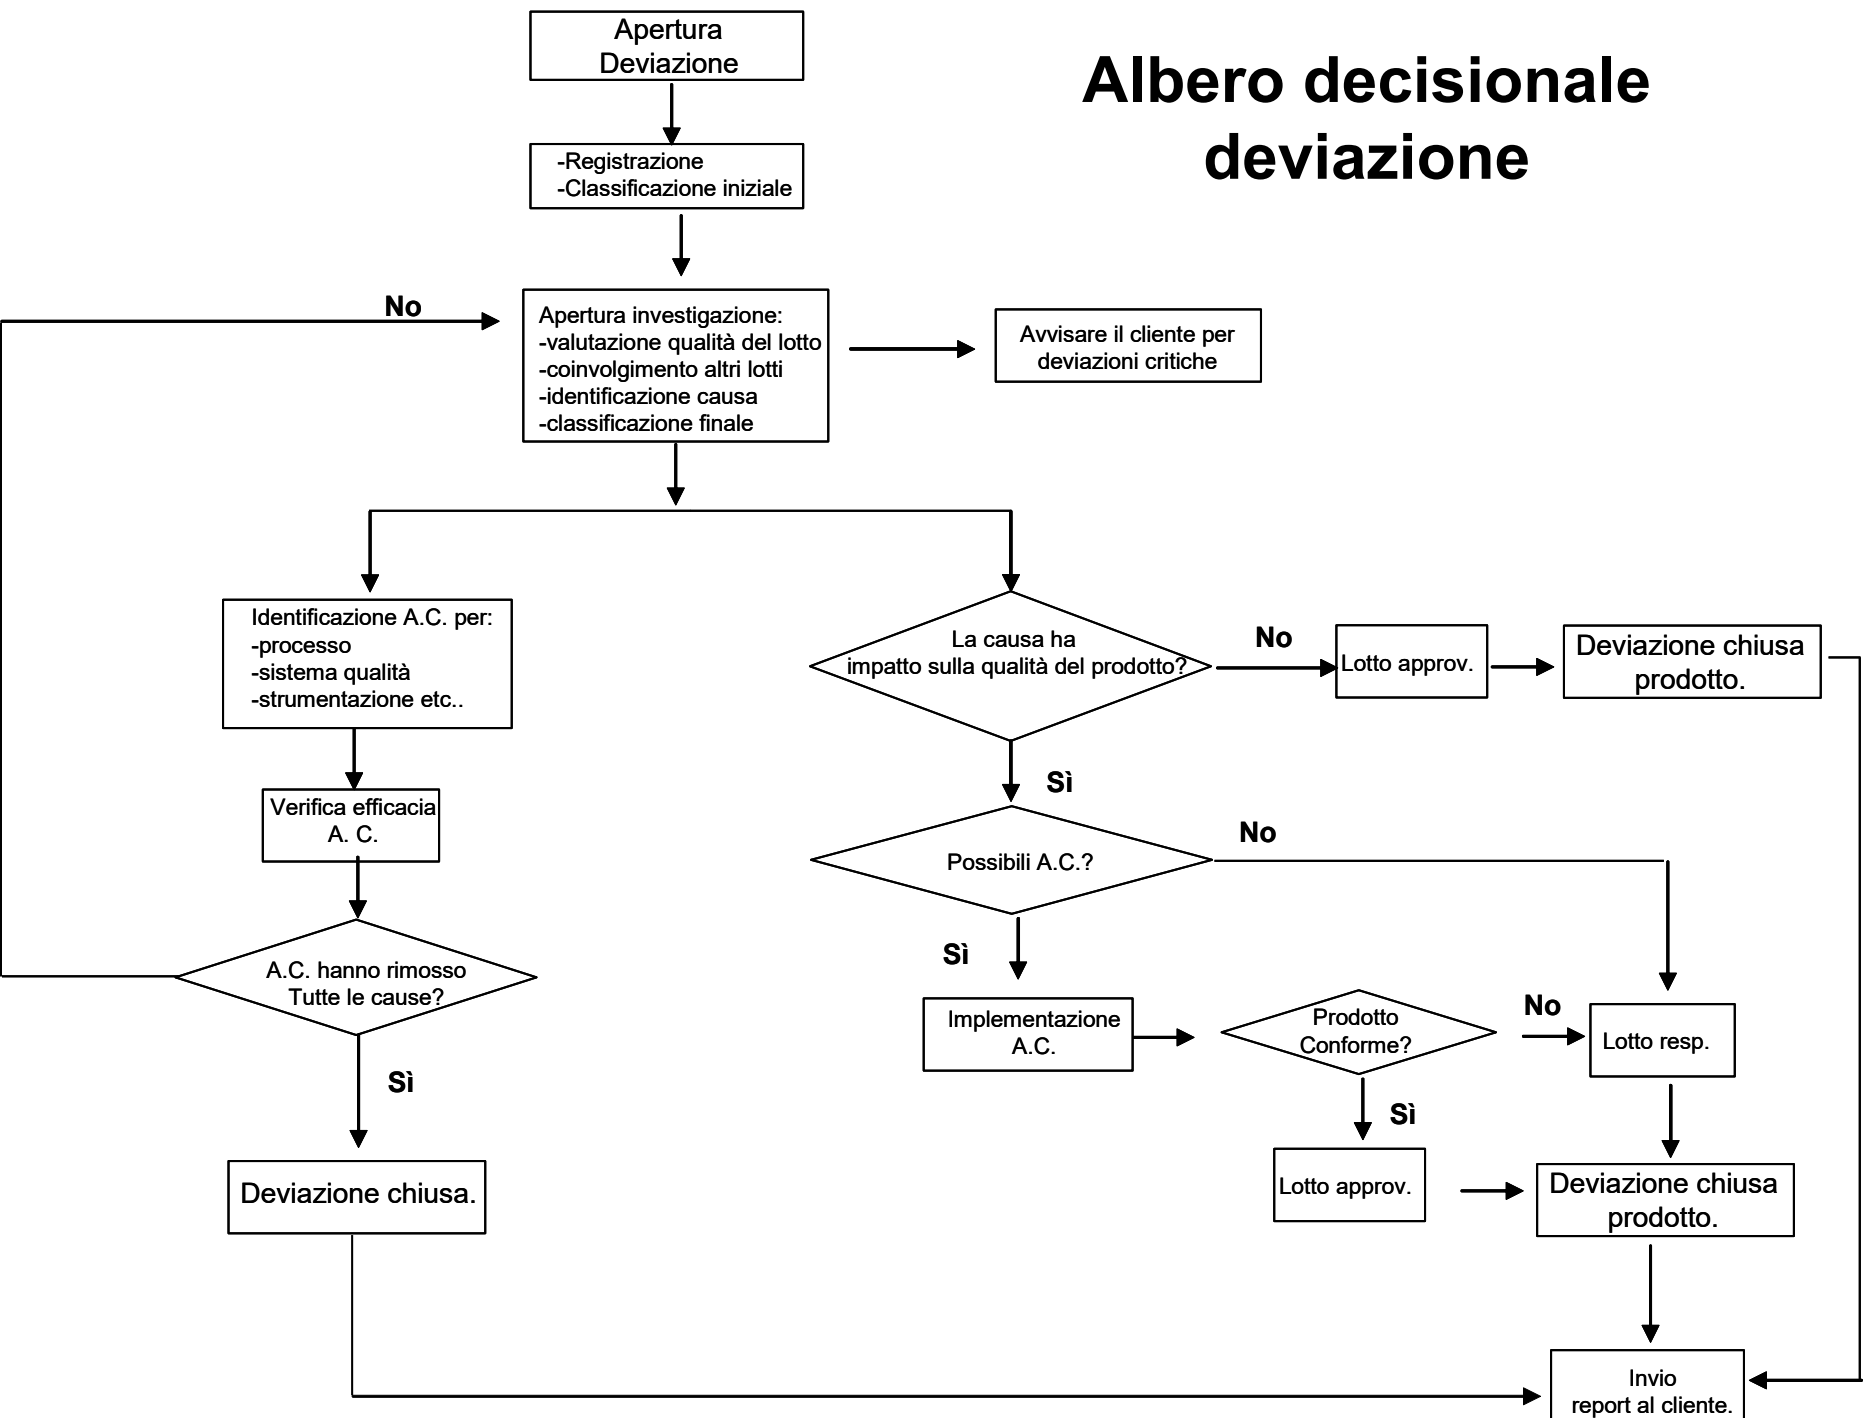 Apertura
Deviazione
Albero decisionale
deviazione
-Registrazione
-Classificazione iniziale
No
Apertura investigazione:
-valutazione qualità del lotto
-coinvolgimento altri lotti
-identificazione causa
-classificazione finale
Avvisare il cliente per
deviazioni critiche
Identificazione A.C. per:
-processo
-sistema qualità
-strumentazione etc..
La causa ha
impatto sulla qualità del prodotto?
No
Lotto approv.
Deviazione chiusa
prodotto.
Sì
Verifica efficacia
A. C.
Possibili A.C.?
No
Sì
A.C. hanno rimosso
Tutte le cause?
Implementazione
A.C.
Prodotto
Conforme?
No
Lotto resp.
Sì
Sì
Deviazione chiusa.
Lotto approv.
Deviazione chiusa
prodotto.
Invio
report al cliente.